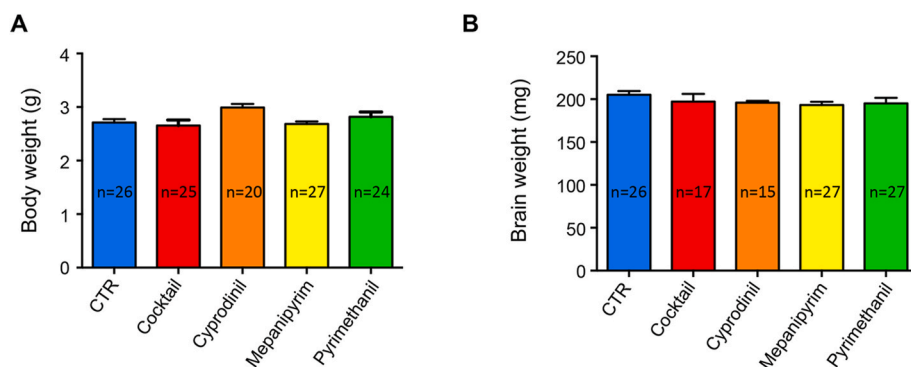 A
Body weight (g)
4
3
2
1
0
n=26
n=25
n=20
n=27
n=24
CTR
Cocktail
Cyprodinil
Mepanipyrim
Pyrimethanil
B
Brain weight (mg)
250
200
150
100
50
0
n=26
n=17
n=15
n=27
n=27
CTR
Cocktail
Cyprodinil
Mepanipyrim
Pyrimethanil